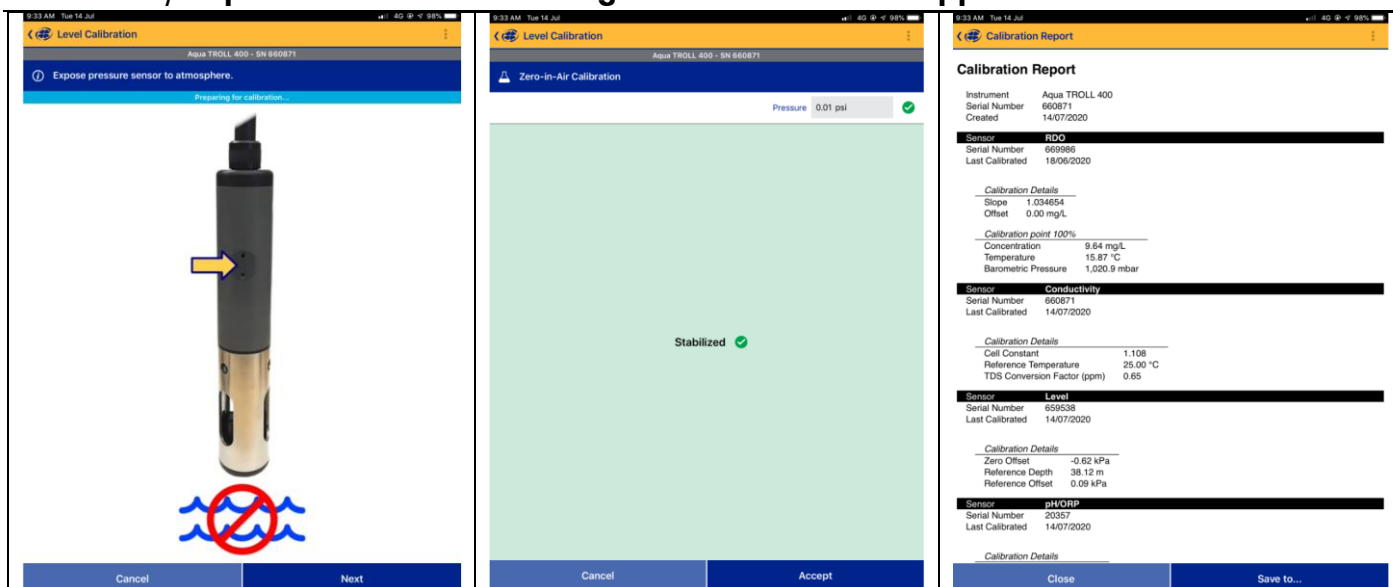 9:33 AM Tue 14 Jul
4G 98%
Level Calibration
Aqua TROLL 400 - SN 660871
Expose pressure sensor to atmosphere.
Preparing for calibration...
Cancel
Next
9:33 AM Tue 14 Jul
4G 98%
Level Calibration
Aqua TROLL 400 - SN 660871
Zero-in-Air Calibration
Pressure 0.01 psi
Stabilized
Cancel
Accept
9:33 AM Tue 14 Jul
4G 98%
Calibration Report
Calibration Report
Instrument Aqua TROLL 400
Serial Number 660871
Created 14/07/2020
Sensor RDO
Serial Number 669986
Last Calibrated 18/06/2020
Calibration Details
Slope 1.034654
Offset 0.00 mg/L
Calibration point 100%
Concentration 9.64 mg/L
Temperature 15.87 °C
Barometric Pressure 1,020.9 mbar
Sensor Conductivity
Serial Number 660871
Last Calibrated 14/07/2020
Calibration Details
Cell Constant 1.108
Reference Temperature 25.00 °C
TDS Conversion Factor (ppm) 0.65
Sensor Level
Serial Number 659538
Last Calibrated 14/07/2020
Calibration Details
Zero Offset -0.62 kPa
Reference Depth 38.12 m
Reference Offset 0.09 kPa
Sensor pH/ORP
Serial Number 20357
Last Calibrated 14/07/2020
Calibration Details
Close
Save to...